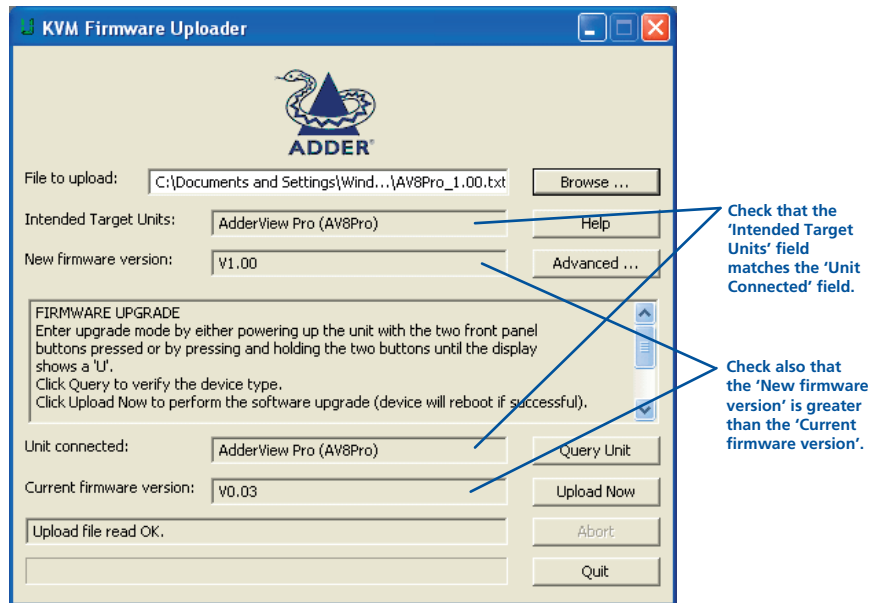 KVM Firmware Uploader
ADDER®
File to upload:
C:\Documents and Settings\Wind...\AV8Pro_1.00.txt
Browse ...
Intended Target Units:
AdderView Pro (AV8Pro)
Help
New firmware version:
V1.00
Advanced ...
FIRMWARE UPGRADE
Enter upgrade mode by either powering up the unit with the two front panel
buttons pressed or by pressing and holding the two buttons until the display
shows a 'U'.
Click Query to verify the device type.
Click Upload Now to perform the software upgrade (device will reboot if successful).
Unit connected:
AdderView Pro (AV8Pro)
Query Unit
Current firmware version:
V0.03
Upload Now
Upload file read OK.
Abort
Quit
Check that the
‘Intended Target
Units’ field
matches the ‘Unit
Connected’ field.
Check also that
the ‘New firmware
version’ is greater
than the ‘Current
firmware version’.